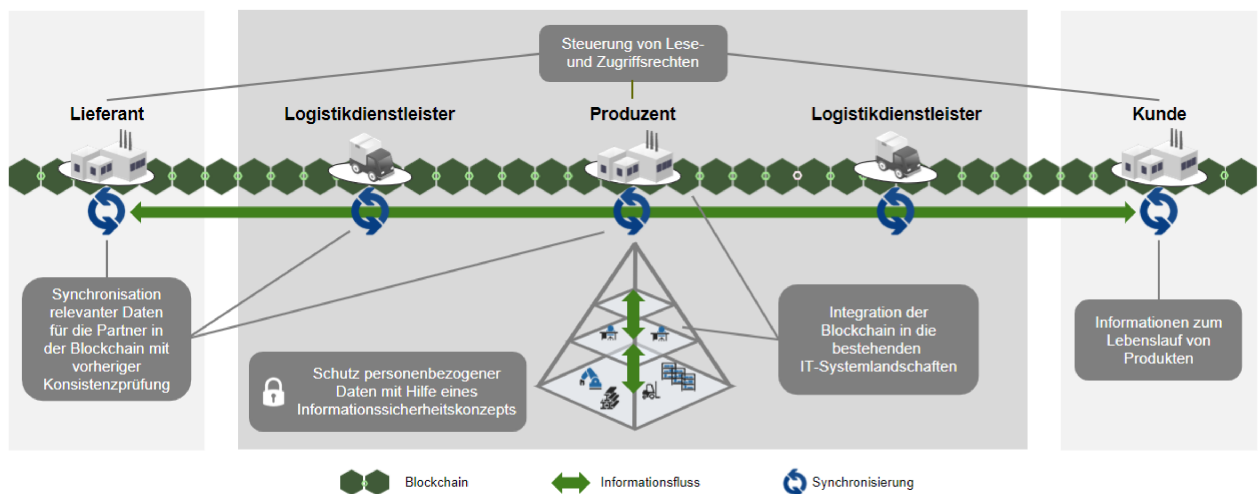 Steuerung von Lese-
und Zugriffsrechten
Lieferant
Logistikdienstleister
Produzent
Logistikdienstleister
Kunde
Synchronisation
relevanter Daten
für die Partner in
der Blockchain mit
vorheriger
Konsistenzprüfung
Schutz personenbezogener
Daten mit Hilfe eines
Informationssicherheitskonzepts
Integration der
Blockchain in die
bestehenden
IT-Systemlandschaften
Informationen zum
Lebenslauf von
Produkten
Blockchain
Informationsfluss
Synchronisierung